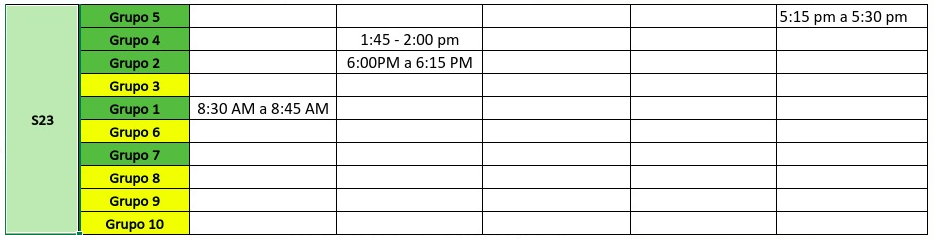 Grupo 5 5:15 pm a 5:30 pm
Grupo 4 1:45 - 2:00 pm
Grupo 2 6:00PM a 6:15 PM
Grupo 3
S23 Grupo 1 8:30 AM a 8:45 AM
Grupo 6
Grupo 7
Grupo 8
Grupo 9
Grupo 10